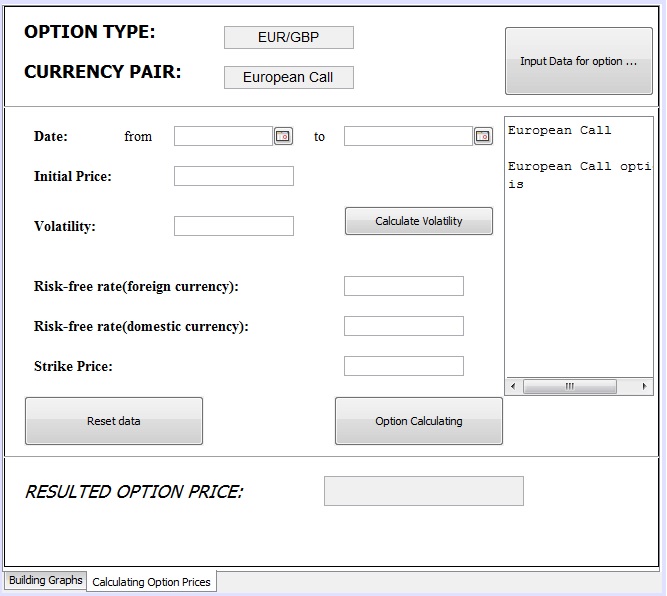 OPTION TYPE:
EUR/GBP
Input Data for option ...
CURRENCY PAIR:
European Call
Date:
from
to
Initial Price:
Volatility:
Calculate Volatility
Risk-free rate(foreign currency):
Risk-free rate(domestic currency):
Strike Price:
European Call
European Call opti
is
Reset data
Option Calculating
RESULTED OPTION PRICE:
Building Graphs
Calculating Option Prices